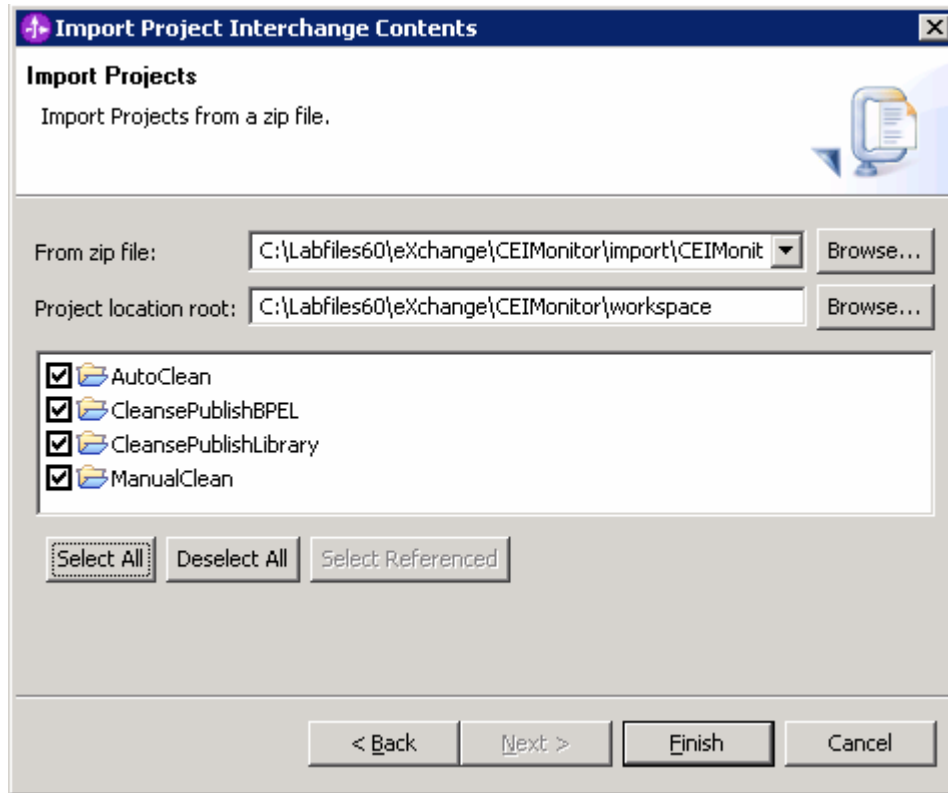 Import Project Interchange Contents
Import Projects
Import Projects from a zip file.
From zip file: C:\Labfiles60\eXchange\CEIMonitor\import\CEIMonit Browse...
Project location root: C:\Labfiles60\eXchange\CEIMonitor\workspace Browse...
AutoClean
CleansePublishBPEL
CleansePublishLibrary
ManualClean
Select All Deselect All Select Referenced
< Back Next > Finish Cancel